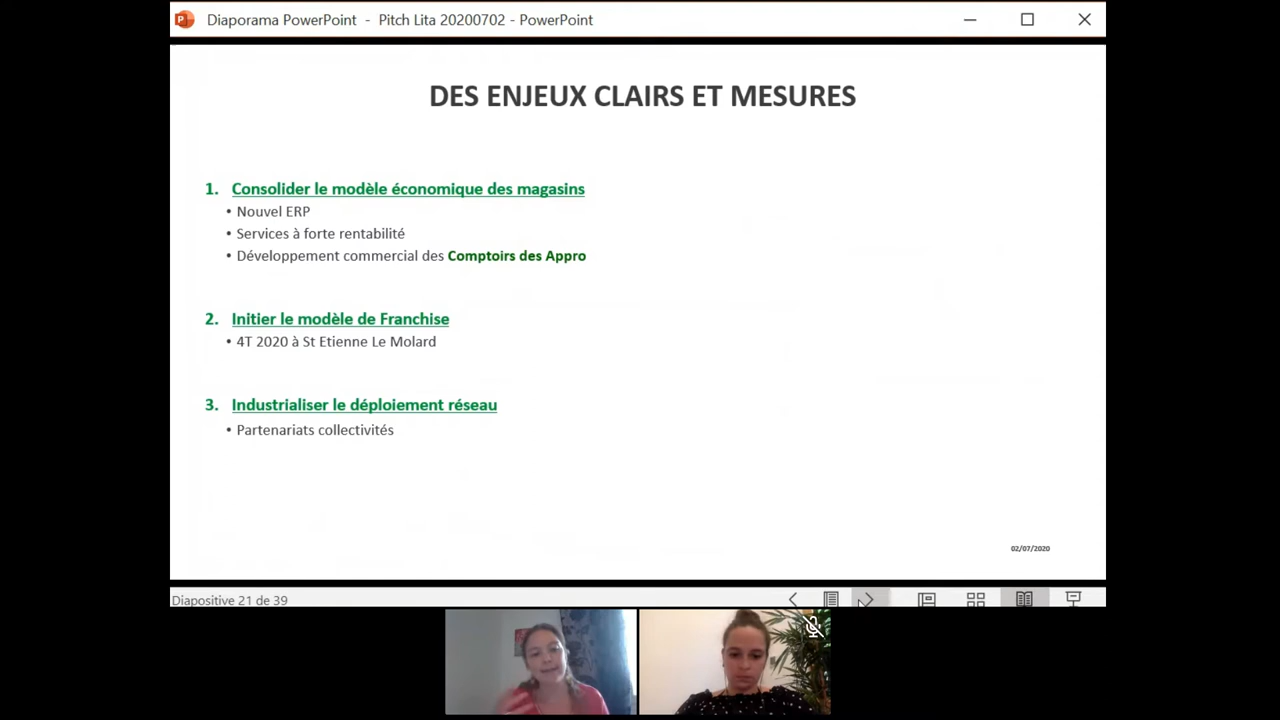 Diaporama PowerPoint - Pitch Lita 20200702 - PowerPoint
DES ENJEUX CLAIRS ET MESURES
1. Consolider le modèle économique des magasins
• Nouvel ERP
• Services à forte rentabilité
• Développement commercial des Comptoirs des Appro
2. Initier le modèle de Franchise
• 4T 2020 à St Etienne Le Molard
3. Industrialiser le déploiement réseau
• Partenariats collectivités
02/07/2020
Diapositive 21 de 39